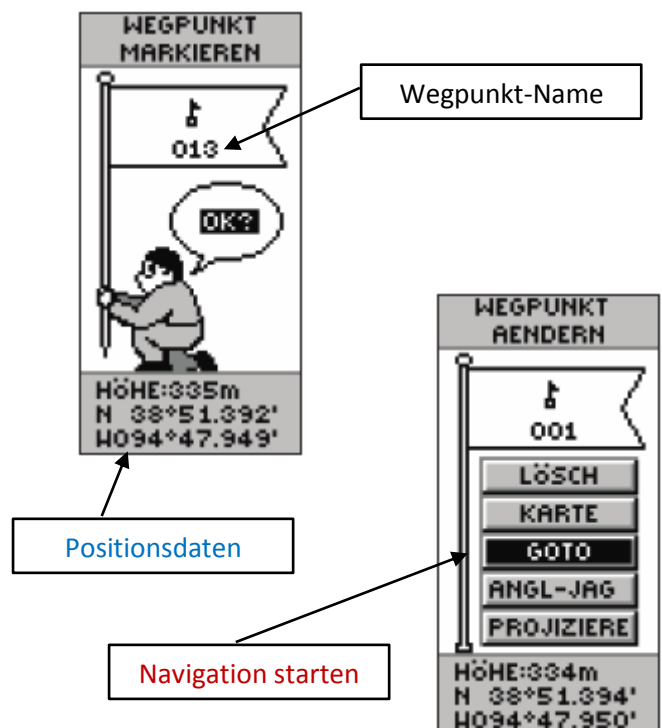 WEGPUNKT
MARKIEREN
Wegpunkt-Name
013
OK?
HÖHE:335m
N 38°51.392'
W094°47.949'
Positionsdaten
WEGPUNKT
AENDERN
001
LÖSCH
KARTE
GOTO
ANGL-JAG
PROJIZIERE
Navigation starten
HÖHE:334m
N 38°51.394'
W094°47.950'